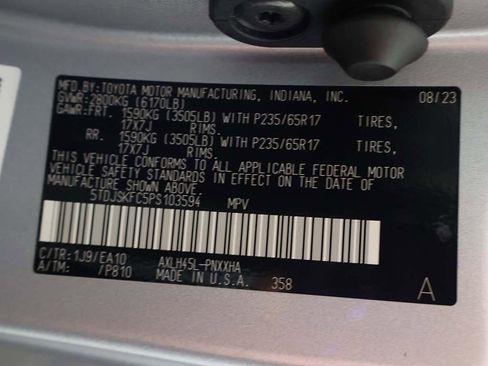 MFD.BY:TOYOTA MOTOR MANUFACTURING, INDIANA, INC. 08/23
GVWR:2800KG (6170LB)
GAWR:FRT. 1590KG (3505LB) WITH P235/65R17 TIRES,
17X7J RIMS.
RR. 1590KG (3505LB) WITH P235/65R17 TIRES,
17X7J RIMS.
THIS VEHICLE CONFORMS TO ALL APPLICABLE FEDERAL MOTOR
VEHICLE SAFETY STANDARDS IN EFFECT ON THE DATE OF
MANUFACTURE SHOWN ABOVE.
5TDJSKFC5PS103594 MPV
C/TR:1J9/EA10 AXLH45L-PNXXHA
A/TM: /P810 MADE IN U.S.A. 358 A